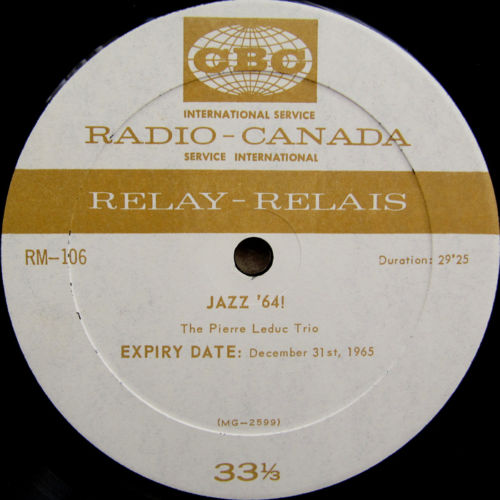 CBC
INTERNATIONAL SERVICE
RADIO-CANADA
SERVICE INTERNATIONAL
RELAY-RELAIS
RM-106
Duration: 29'25
JAZZ '64!
The Pierre Leduc Trio
EXPIRY DATE: December 31st, 1965
(MG-2599)
33⅓